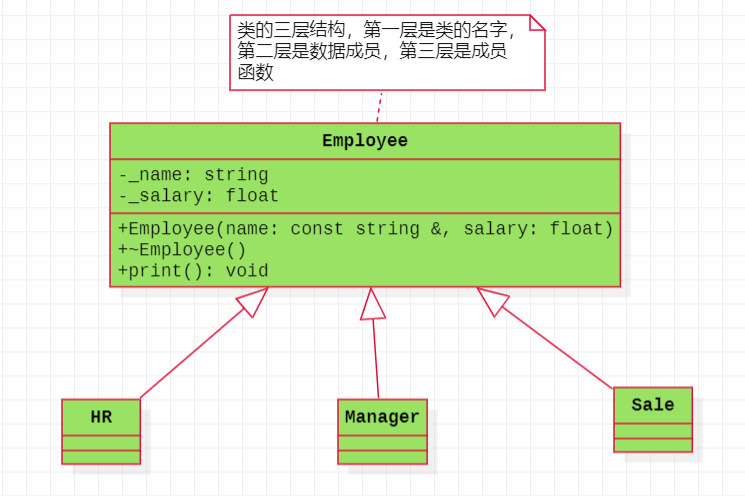 类的三层结构，第一层是类的名字，
第二层是数据成员，第三层是成员
函数
Employee
-_name: string
-_salary: float
+Employee(name: const string &, salary: float)
+~Employee()
+print(): void
HR
Manager
Sale